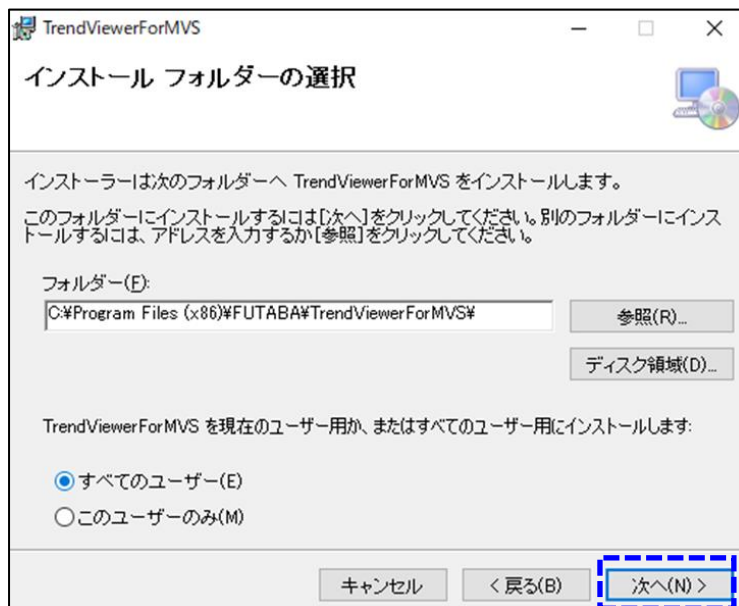 TrendViewerForMVS
インストール フォルダーの選択
インストーラーは次のフォルダーへ TrendViewerForMVS をインストールします。
このフォルダーにインストールするには[次へ]をクリックしてください。別のフォルダーにインス
トールするには、アドレスを入力するか[参照]をクリックしてください。
フォルダー(F):
C:¥Program Files (x86)¥FUTABA¥TrendViewerForMVS¥
参照(R)...
ディスク領域(D)...
TrendViewerForMVS を現在のユーザー用か、またはすべてのユーザー用にインストールします:
すべてのユーザー(E)
このユーザーのみ(M)
キャンセル
< 戻る(B)
次へ(N) >